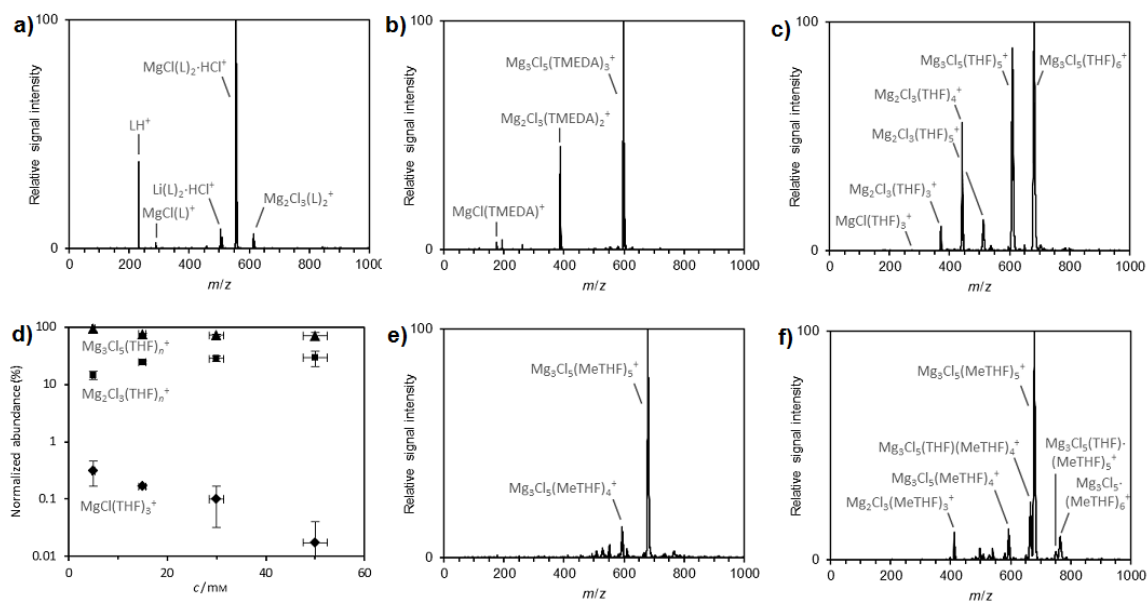 a)
100
MgCl(L)₂·HCl⁺
LH⁺
Li(L)₂·HCl⁺
MgCl(L)⁺
Mg₂Cl₃(L)₂⁺
50
0
Relative signal intensity
0 200 400 600 800 1000
m/z
b)
100
Mg₃Cl₅(TMEDA)₃⁺
Mg₂Cl₃(TMEDA)₂⁺
MgCl(TMEDA)⁺
50
0
Relative signal intensity
0 200 400 600 800 1000
m/z
c)
100
Mg₃Cl₅(THF)₅⁺
Mg₃Cl₅(THF)₆⁺
Mg₂Cl₃(THF)₄⁺
Mg₂Cl₃(THF)₅⁺
Mg₂Cl₃(THF)₃⁺
MgCl(THF)₃⁺
50
0
Relative signal intensity
0 200 400 600 800 1000
m/z
d)
100
Mg₃Cl₅(THF)ₙ⁺
10
Mg₂Cl₃(THF)ₙ⁺
1
0.1
MgCl(THF)₃⁺
0.01
Normalized abundance (%)
0 20 40 60
c / mM
e)
100
Mg₃Cl₅(MeTHF)₅⁺
Mg₃Cl₅(MeTHF)₄⁺
50
0
Relative signal intensity
0 200 400 600 800 1000
m/z
f)
100
Mg₃Cl₅(MeTHF)₅⁺
Mg₃Cl₅(THF)(MeTHF)₄⁺
Mg₃Cl₅(MeTHF)₄⁺
Mg₂Cl₃(MeTHF)₃⁺
Mg₃Cl₅(THF)-
(MeTHF)₅⁺
Mg₃Cl₅-
(MeTHF)₆⁺
50
0
Relative signal intensity
0 200 400 600 800 1000
m/z